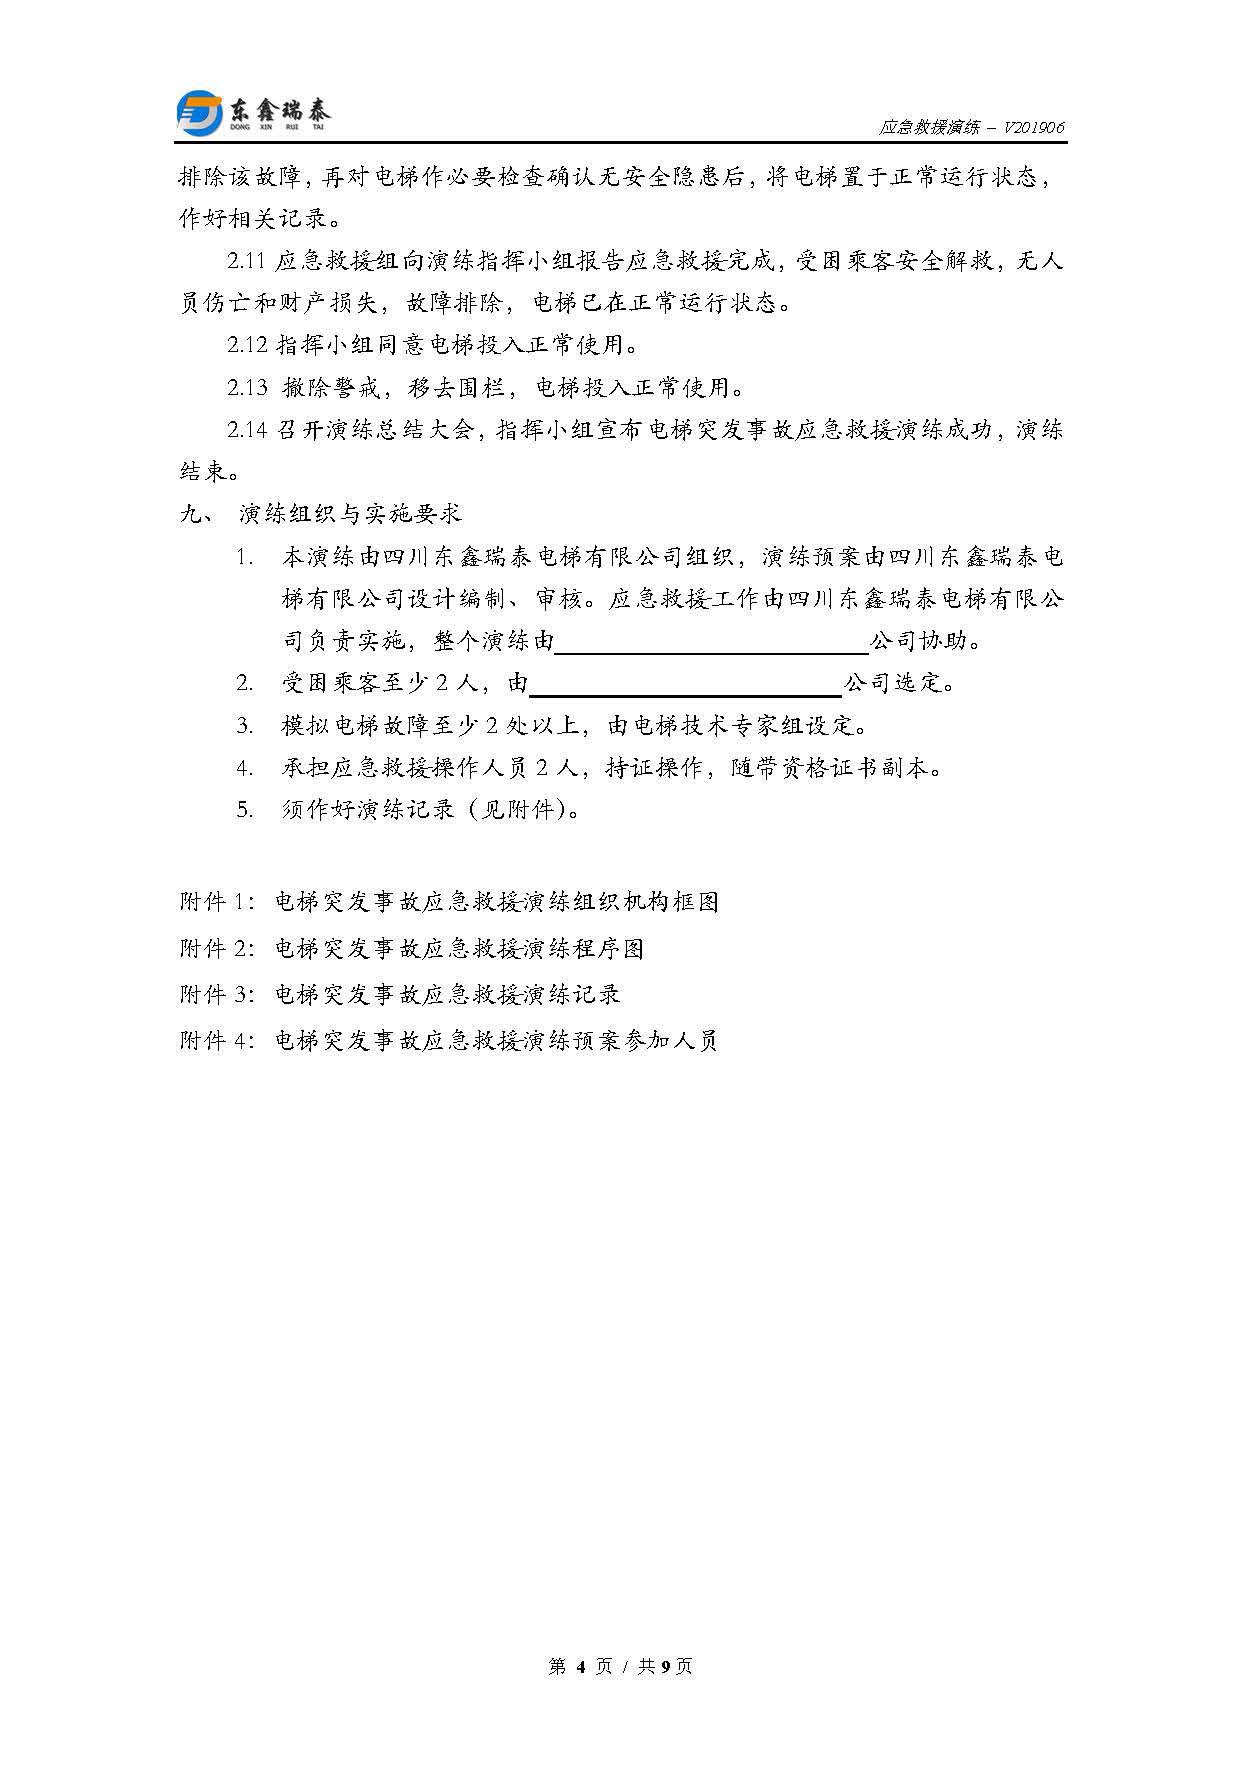 东鑫瑞泰
DONG XIN RUI TAI
应急救援演练 – V201906
排除该故障，再对电梯作必要检查确认无安全隐患后，将电梯置于正常运行状态，
作好相关记录。
2.11 应急救援组向演练指挥小组报告应急救援完成，受困乘客安全解救，无人
员伤亡和财产损失，故障排除，电梯已在正常运行状态。
2.12 指挥小组同意电梯投入正常使用。
2.13 撤除警戒，移去围栏，电梯投入正常使用。
2.14 召开演练总结大会，指挥小组宣布电梯突发事故应急救援演练成功，演练
结束。
九、 演练组织与实施要求
1. 本演练由四川东鑫瑞泰电梯有限公司组织，演练预案由四川东鑫瑞泰电
梯有限公司设计编制、审核。应急救援工作由四川东鑫瑞泰电梯有限公
司负责实施，整个演练由＿＿＿＿＿＿＿＿＿＿＿＿公司协助。
2. 受困乘客至少 2 人，由＿＿＿＿＿＿＿＿＿＿＿＿公司选定。
3. 模拟电梯故障至少 2 处以上，由电梯技术专家组设定。
4. 承担应急救援操作人员 2 人，持证操作，随带资格证书副本。
5. 须作好演练记录（见附件）。
附件 1：电梯突发事故应急救援演练组织机构框图
附件 2：电梯突发事故应急救援演练程序图
附件 3：电梯突发事故应急救援演练记录
附件 4：电梯突发事故应急救援演练预案参加人员
第 4 页 / 共 9 页